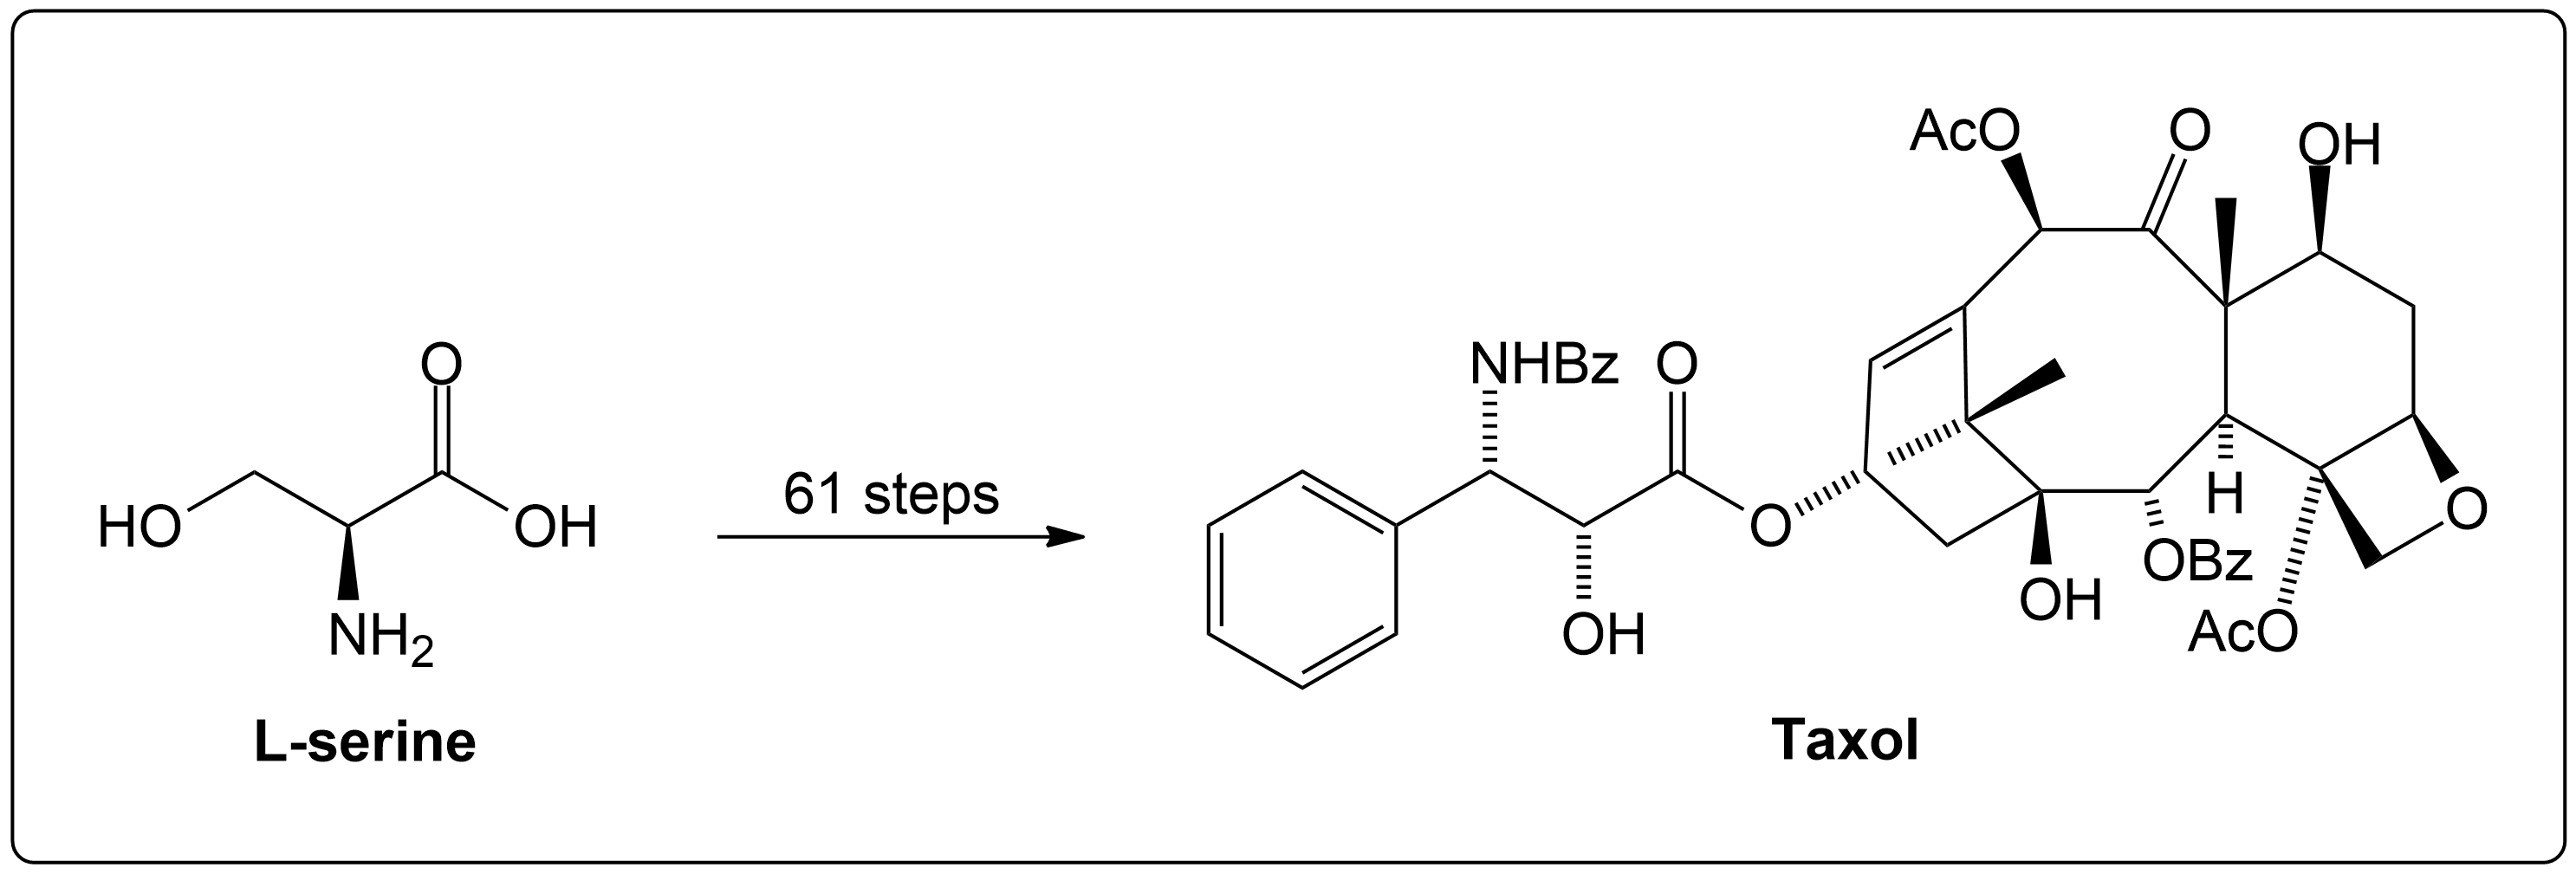 HO
O
OH
NH2
L-serine
61 steps
NHBz
O
OH
O
AcO
O
OH
OH
H
OBz
AcO
O
Taxol